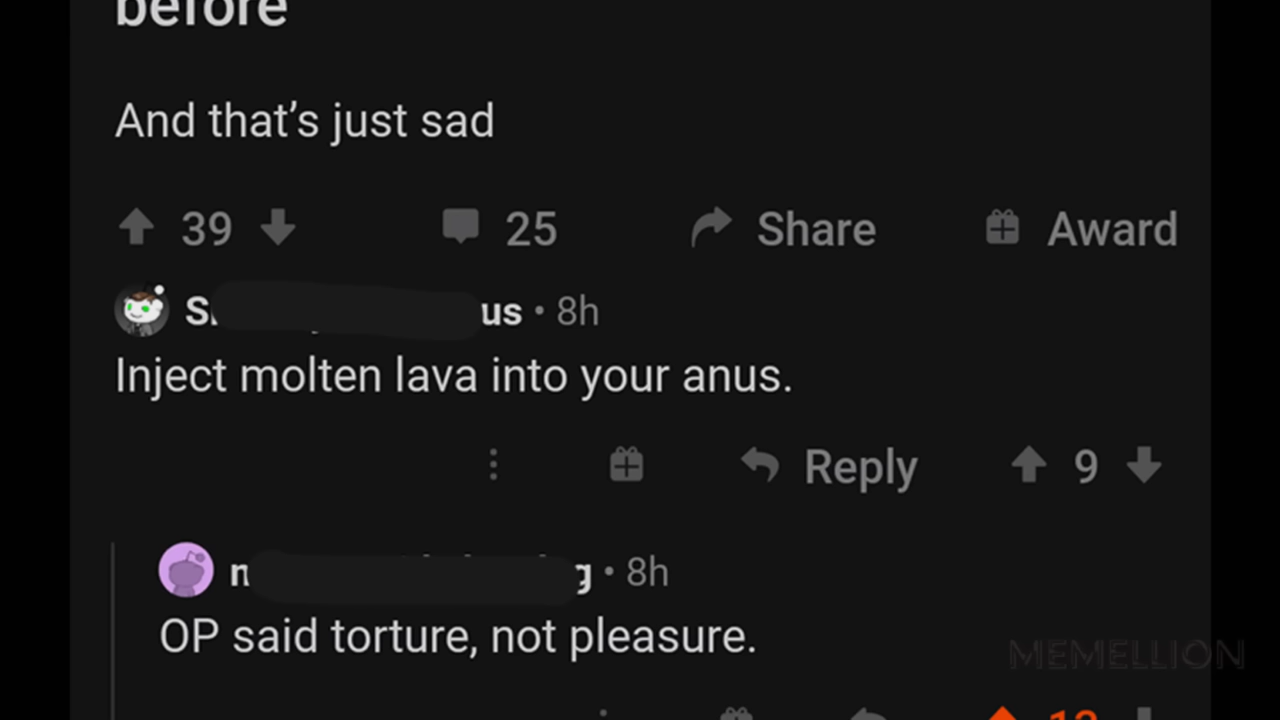 before
And that’s just sad
39 25 Share Award
us • 8h
Inject molten lava into your anus.
Reply 9
8h
OP said torture, not pleasure.
MEMELLION